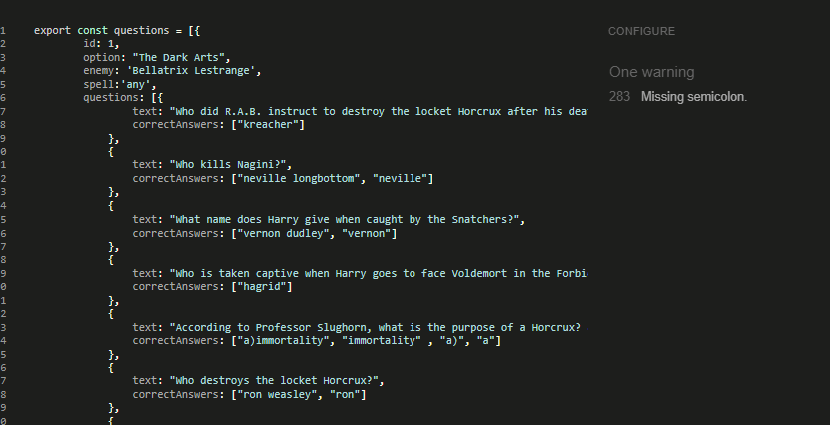 CONFIGURE
One warning
283 Missing semicolon.
1 export const questions = [{
2 id: 1,
3 option: "The Dark Arts",
4 enemy: 'Bellatrix Lestrange',
5 spell:'any',
6 questions: [{
7 text: "Who did R.A.B. instruct to destroy the locket Horcrux after his dea
8 correctAnswers: ["kreacher"]
9 },
0 {
1 text: "Who kills Nagini?",
2 correctAnswers: ["neville longbottom", "neville"]
3 },
4 {
5 text: "What name does Harry give when caught by the Snatchers?",
6 correctAnswers: ["vernon dudley", "vernon"]
7 },
8 {
9 text: "Who is taken captive when Harry goes to face Voldemort in the Forbi
0 correctAnswers: ["hagrid"]
1 },
2 {
3 text: "According to Professor Slughorn, what is the purpose of a Horcrux?
4 correctAnswers: ["a)immortality", "immortality" , "a)", "a"]
5 },
6 {
7 text: "Who destroys the locket Horcrux?",
8 correctAnswers: ["ron weasley", "ron"]
9 },
0 {